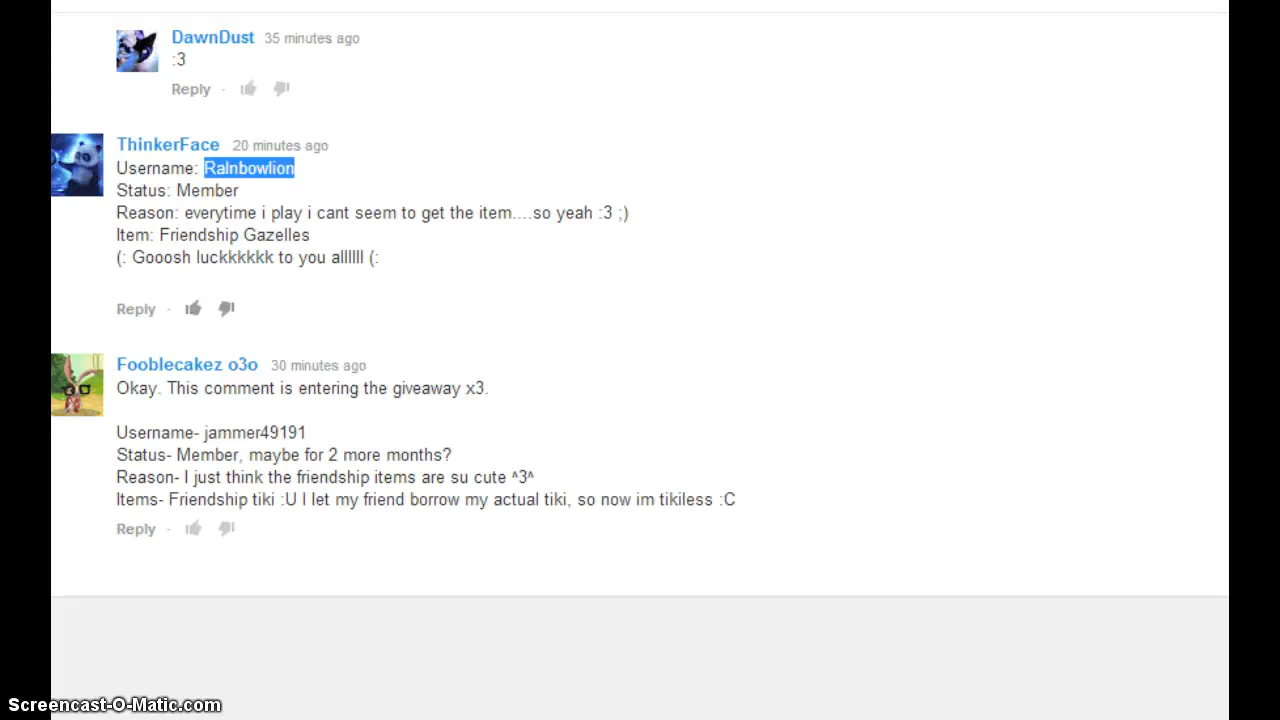 DawnDust 35 minutes ago
:3
Reply ·
ThinkerFace 20 minutes ago
Username: Ralnbowlion
Status: Member
Reason: everytime i play i cant seem to get the item....so yeah :3 ;)
Item: Friendship Gazelles
(: Gooosh luckkkkkk to you allllll (:
Reply ·
Fooblecakez o3o 30 minutes ago
Okay. This comment is entering the giveaway x3.
Username- jammer49191
Status- Member, maybe for 2 more months?
Reason- I just think the friendship items are su cute ^3^
Items- Friendship tiki :U I let my friend borrow my actual tiki, so now im tikiless :C
Reply ·
Screencast-O-Matic.com